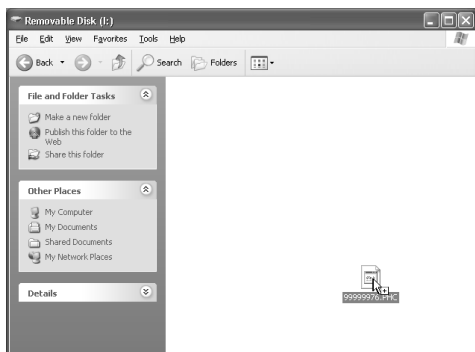 Removable Disk (I:)
File Edit View Favorites Tools Help
Back Search Folders
File and Folder Tasks
Make a new folder
Publish this folder to the
Web
Share this folder
Other Places
My Computer
My Documents
Shared Documents
My Network Places
Details
99999976.PHC